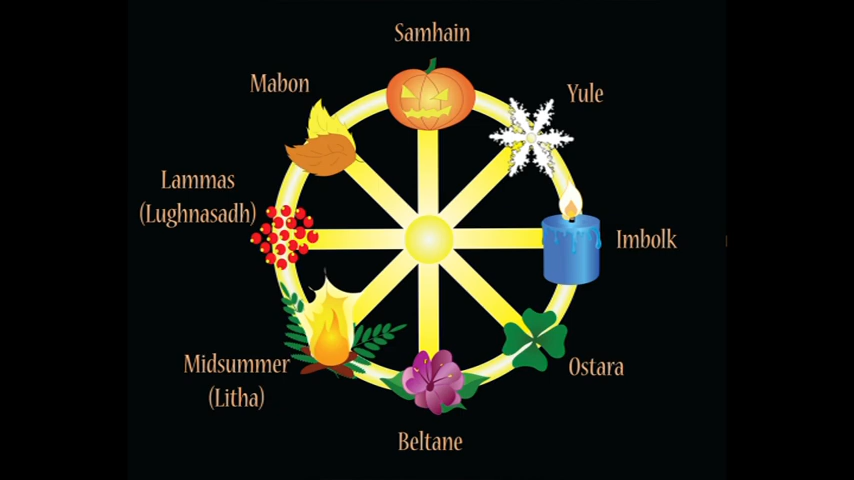 Samhain
Mabon
Yule
Lammas
(Lughnasadh)
Imbolk
Midsummer
(Litha)
Ostara
Beltane